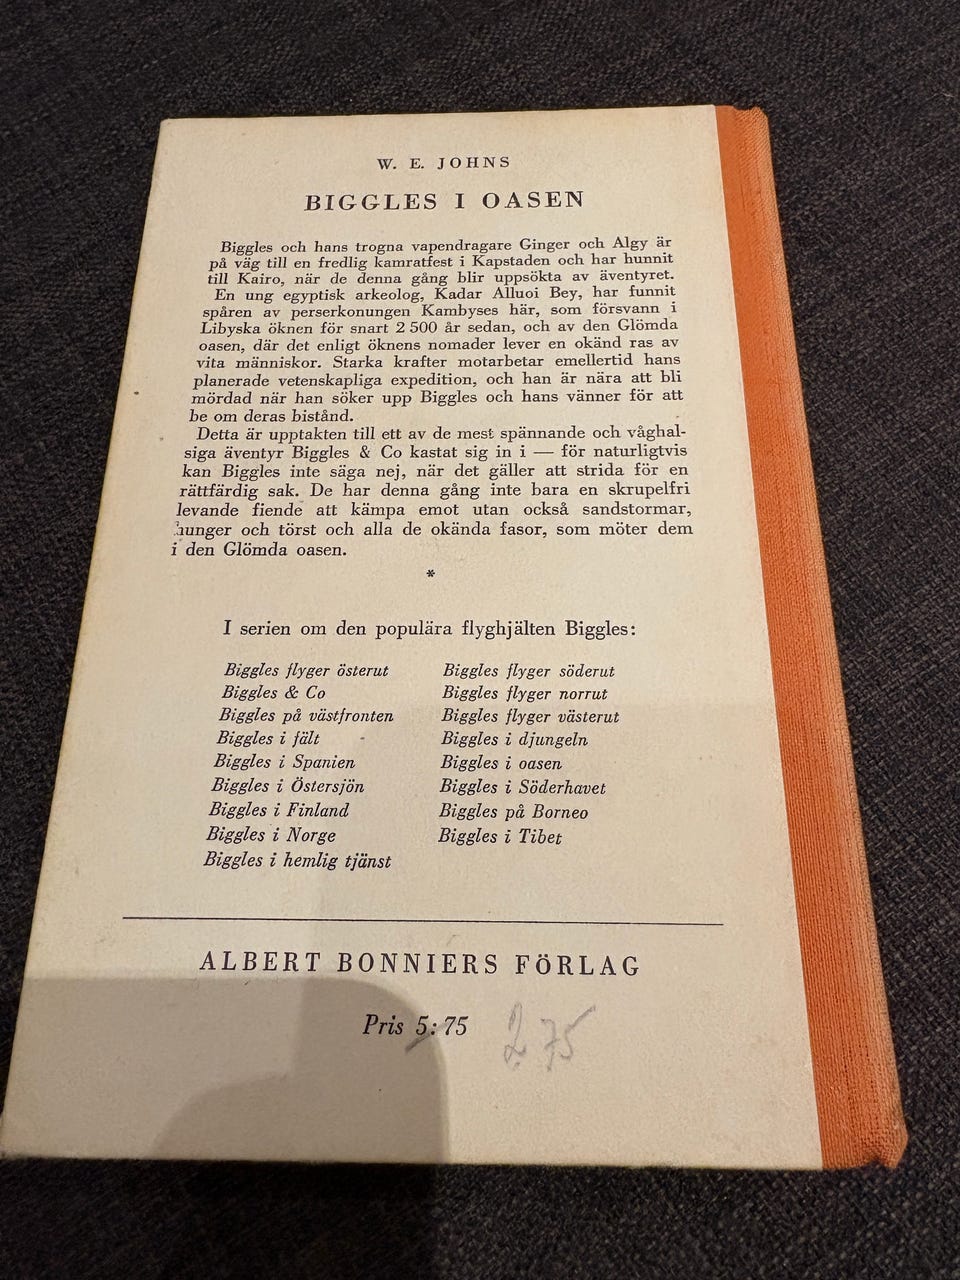 W. E. JOHNS
BIGGLES I OASEN
Biggles och hans trogna vapendragare Ginger och Algy är
på väg till en fredlig kamratfest i Kapstaden och har hunnit
till Kairo, när de denna gång blir uppsökta av äventyret.
En ung egyptisk arkeolog, Kadar Alluoi Bey, har funnit
spåren av perserkonungen Kambyses här, som försvann i
Libyska öknen för snart 2 500 år sedan, och av den Glömda
oasen, där det enligt öknens nomader lever en okänd ras av
vita människor. Starka krafter motarbetar emellertid hans
planerade vetenskapliga expedition, och han är nära att bli
mördad när han söker upp Biggles och hans vänner för att
be om deras bistånd.
Detta är upptakten till ett av de mest spännande och våghal-
siga äventyr Biggles & Co kastat sig in i — för naturligtvis
kan Biggles inte säga nej, när det gäller att strida för en
rättfärdig sak. De har denna gång inte bara en skrupelfri
levande fiende att kämpa emot utan också sandstormar,
hunger och törst och alla de okända fasor, som möter dem
i den Glömda oasen.
*
I serien om den populära flyghjälten Biggles:
Biggles flyger österut
Biggles & Co
Biggles på västfronten
Biggles i fält
Biggles i Spanien
Biggles i Östersjön
Biggles i Finland
Biggles i Norge
Biggles i hemlig tjänst
Biggles flyger söderut
Biggles flyger norrut
Biggles flyger västerut
Biggles i djungeln
Biggles i oasen
Biggles i Söderhavet
Biggles på Borneo
Biggles i Tibet
ALBERT BONNIERS FÖRLAG
Pris 5: 75 2 75